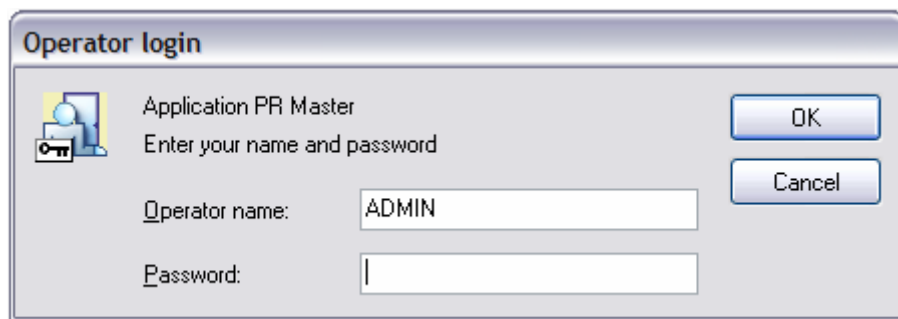 Operator login
Application PR Master
Enter your name and password
OK
Cancel
Operator name: ADMIN
Password: